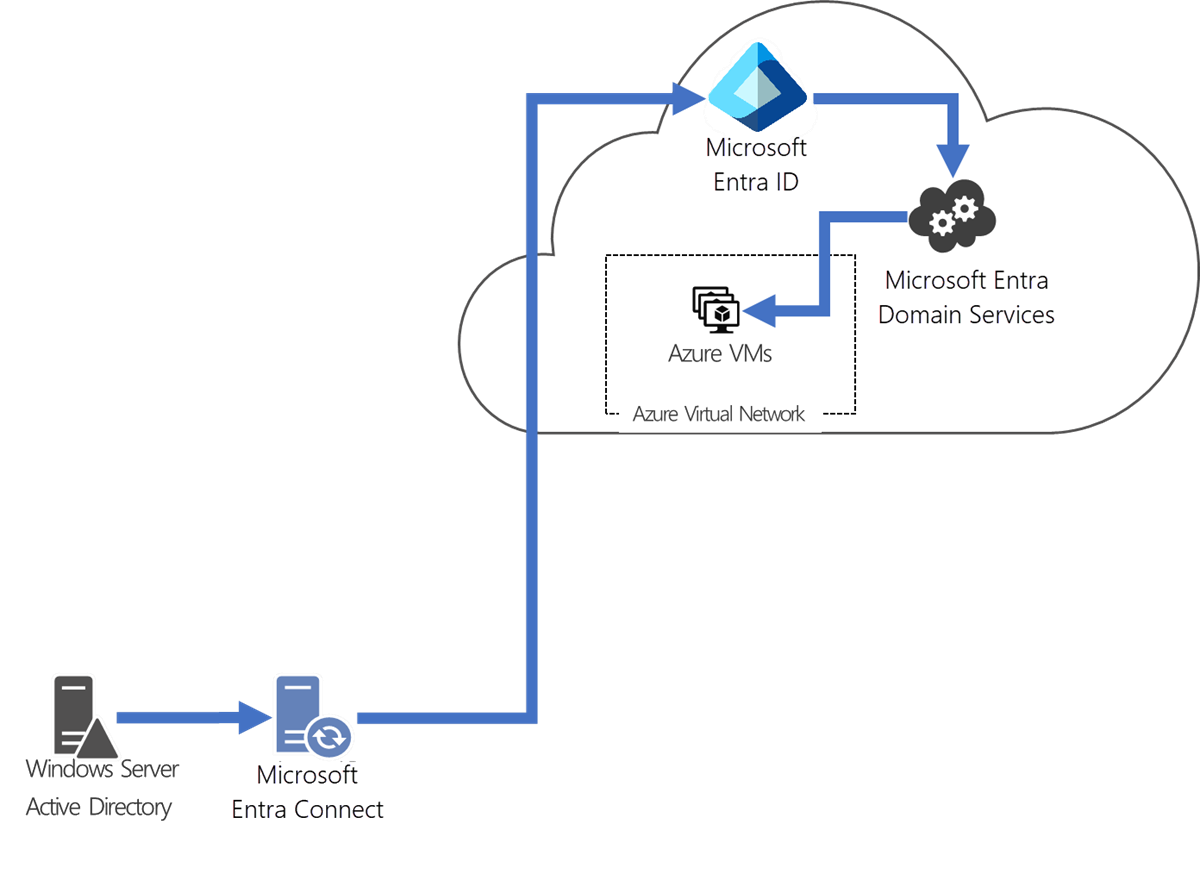 Microsoft
Entra ID
Microsoft Entra
Domain Services
Azure VMs
Azure Virtual Network
Windows Server
Active Directory
Microsoft
Entra Connect